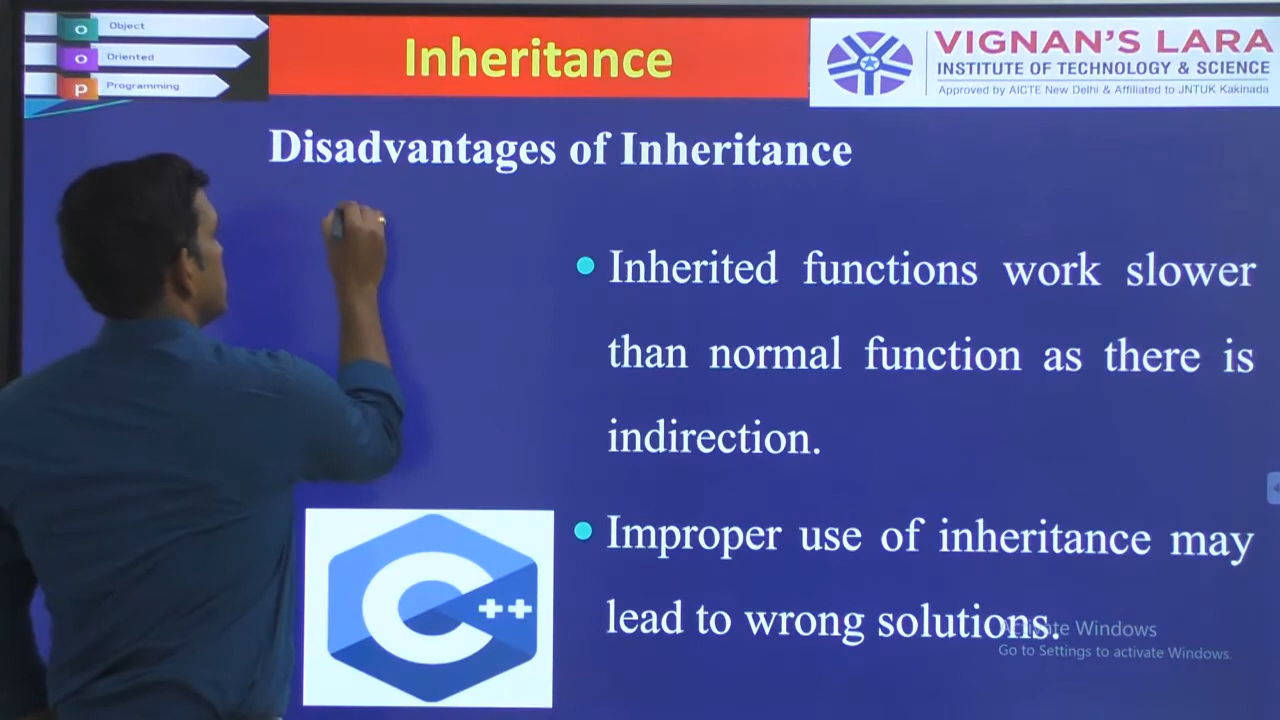 O Object
O Oriented
P Programming
Inheritance
VIGNAN'S LARA
INSTITUTE OF TECHNOLOGY & SCIENCE
Approved by AICTE New Delhi & Affiliated to JNTUK Kakinada
Disadvantages of Inheritance
• Inherited functions work slower
than normal function as there is
indirection.
• Improper use of inheritance may
lead to wrong solutions.
Activate Windows
Go to Settings to activate Windows.
C++